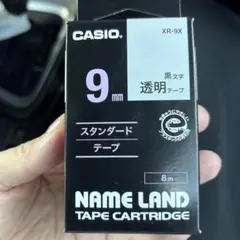 CASIO
XR-9X
9mm
黒文字
透明テープ
スタンダード
テープ
8m
NAME LAND
TAPE CARTRIDGE